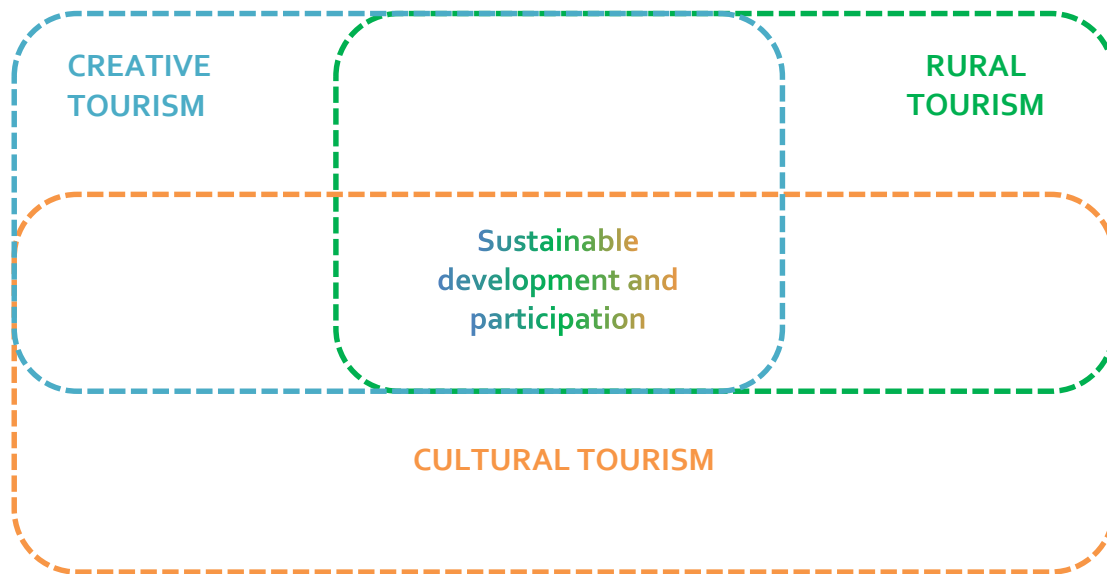 CREATIVE
TOURISM
RURAL
TOURISM
Sustainable
development and
participation
CULTURAL TOURISM